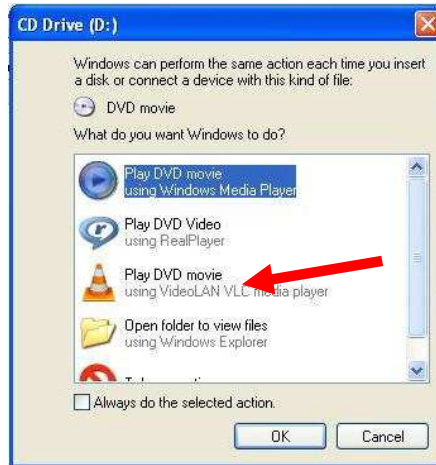 CD Drive (D:)
Windows can perform the same action each time you insert
a disk or connect a device with this kind of file:
DVD movie
What do you want Windows to do?
Play DVD movie
using Windows Media Player
Play DVD Video
using RealPlayer
Play DVD movie
using VideoLAN VLC media player
Open folder to view files
using Windows Explorer
Always do the selected action.
OK
Cancel